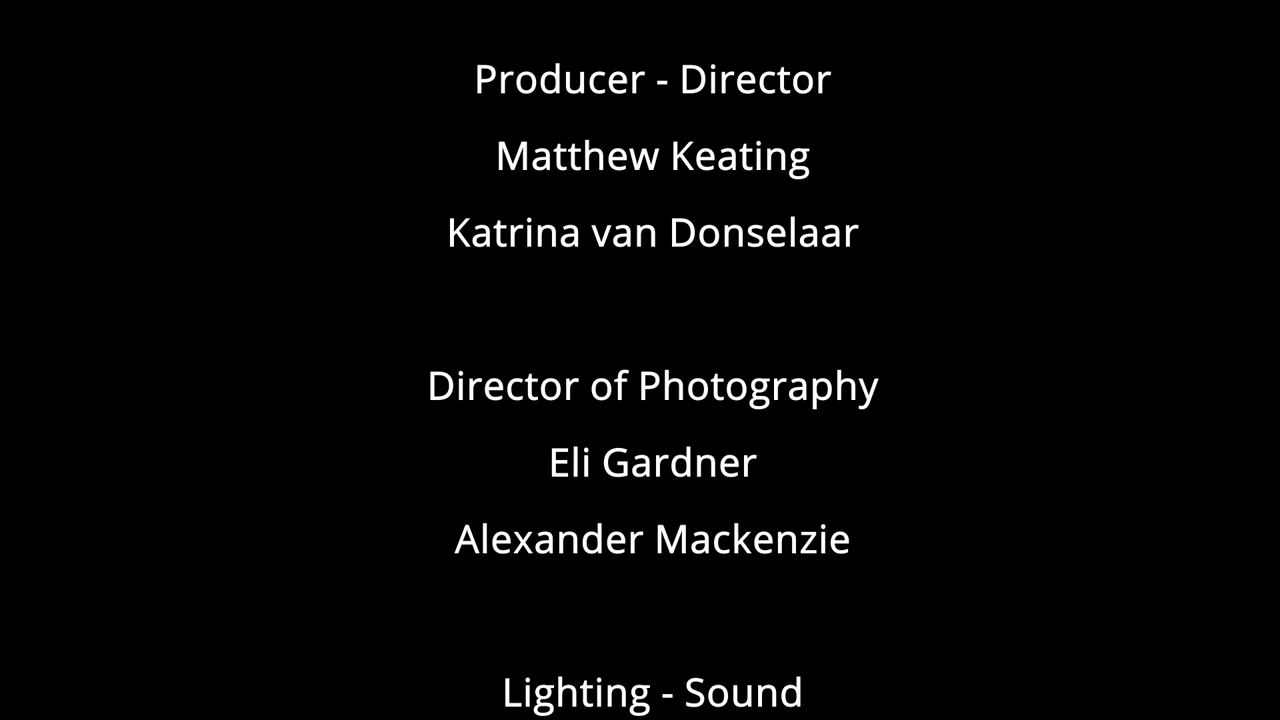 Producer - Director
Matthew Keating
Katrina van Donselaar
Director of Photography
Eli Gardner
Alexander Mackenzie
Lighting - Sound